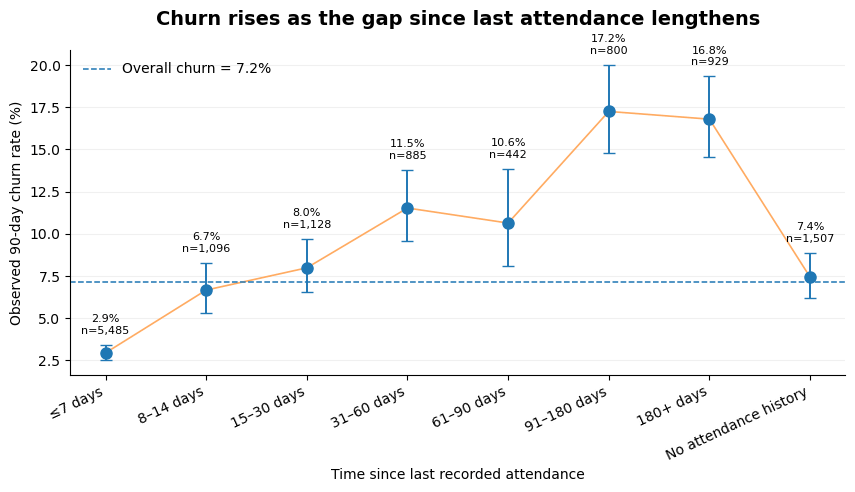 Churn rises as the gap since last attendance lengthens
Observed 90-day churn rate (%)
20.0
17.5
15.0
12.5
10.0
7.5
5.0
2.5
Overall churn = 7.2%
2.9%
n=5,485
6.7%
n=1,096
8.0%
n=1,128
11.5%
n=885
10.6%
n=442
17.2%
n=800
16.8%
n=929
7.4%
n=1,507
≤7 days
8–14 days
15–30 days
31–60 days
61–90 days
91–180 days
180+ days
No attendance history
Time since last recorded attendance